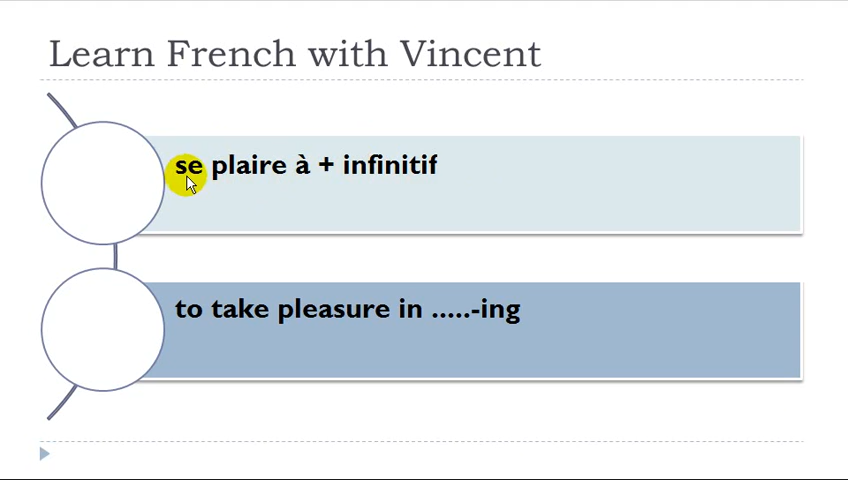 Learn French with Vincent
se plaire à + infinitif
to take pleasure in .....-ing